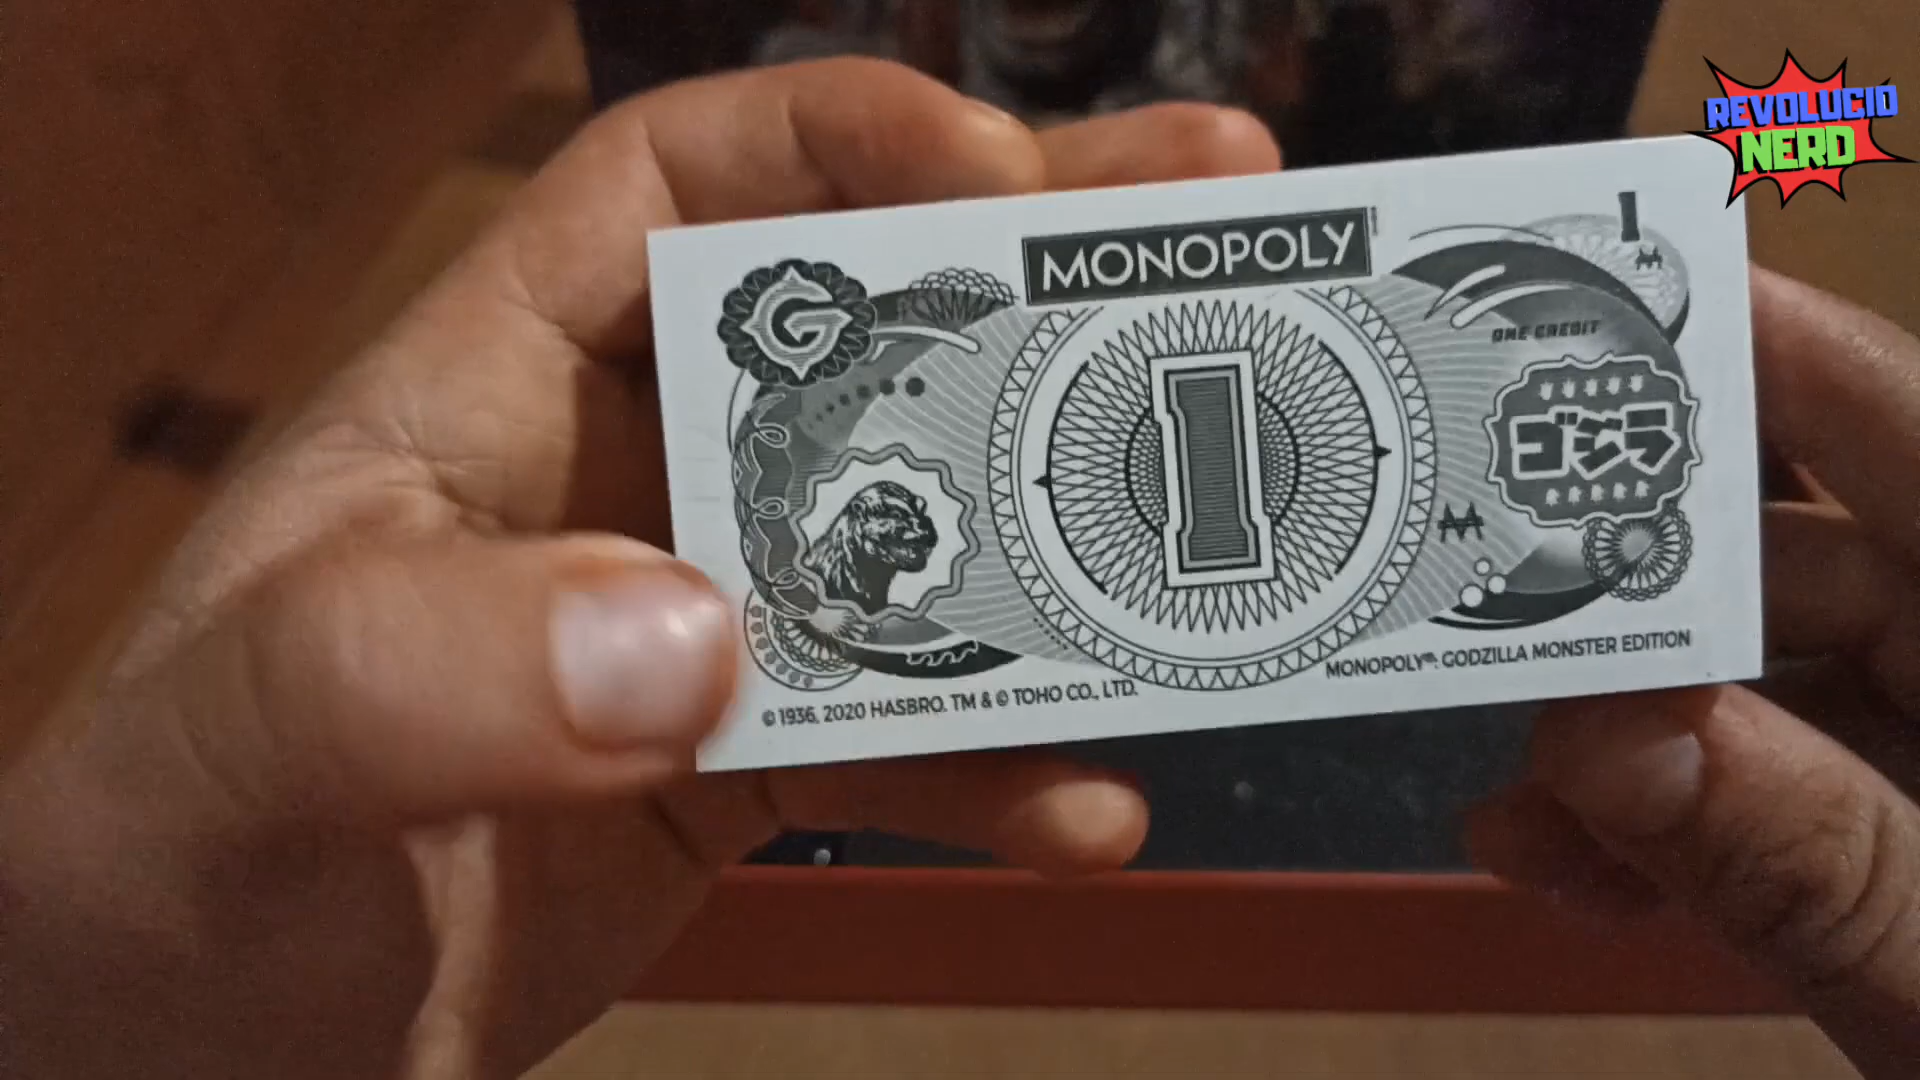 REVOLUCIO
NERD
MONOPOLY
G
1
ONE CREDIT
ゴジラ
1
© 1936, 2020 HASBRO. TM & © TOHO CO., LTD.
MONOPOLY®: GODZILLA MONSTER EDITION